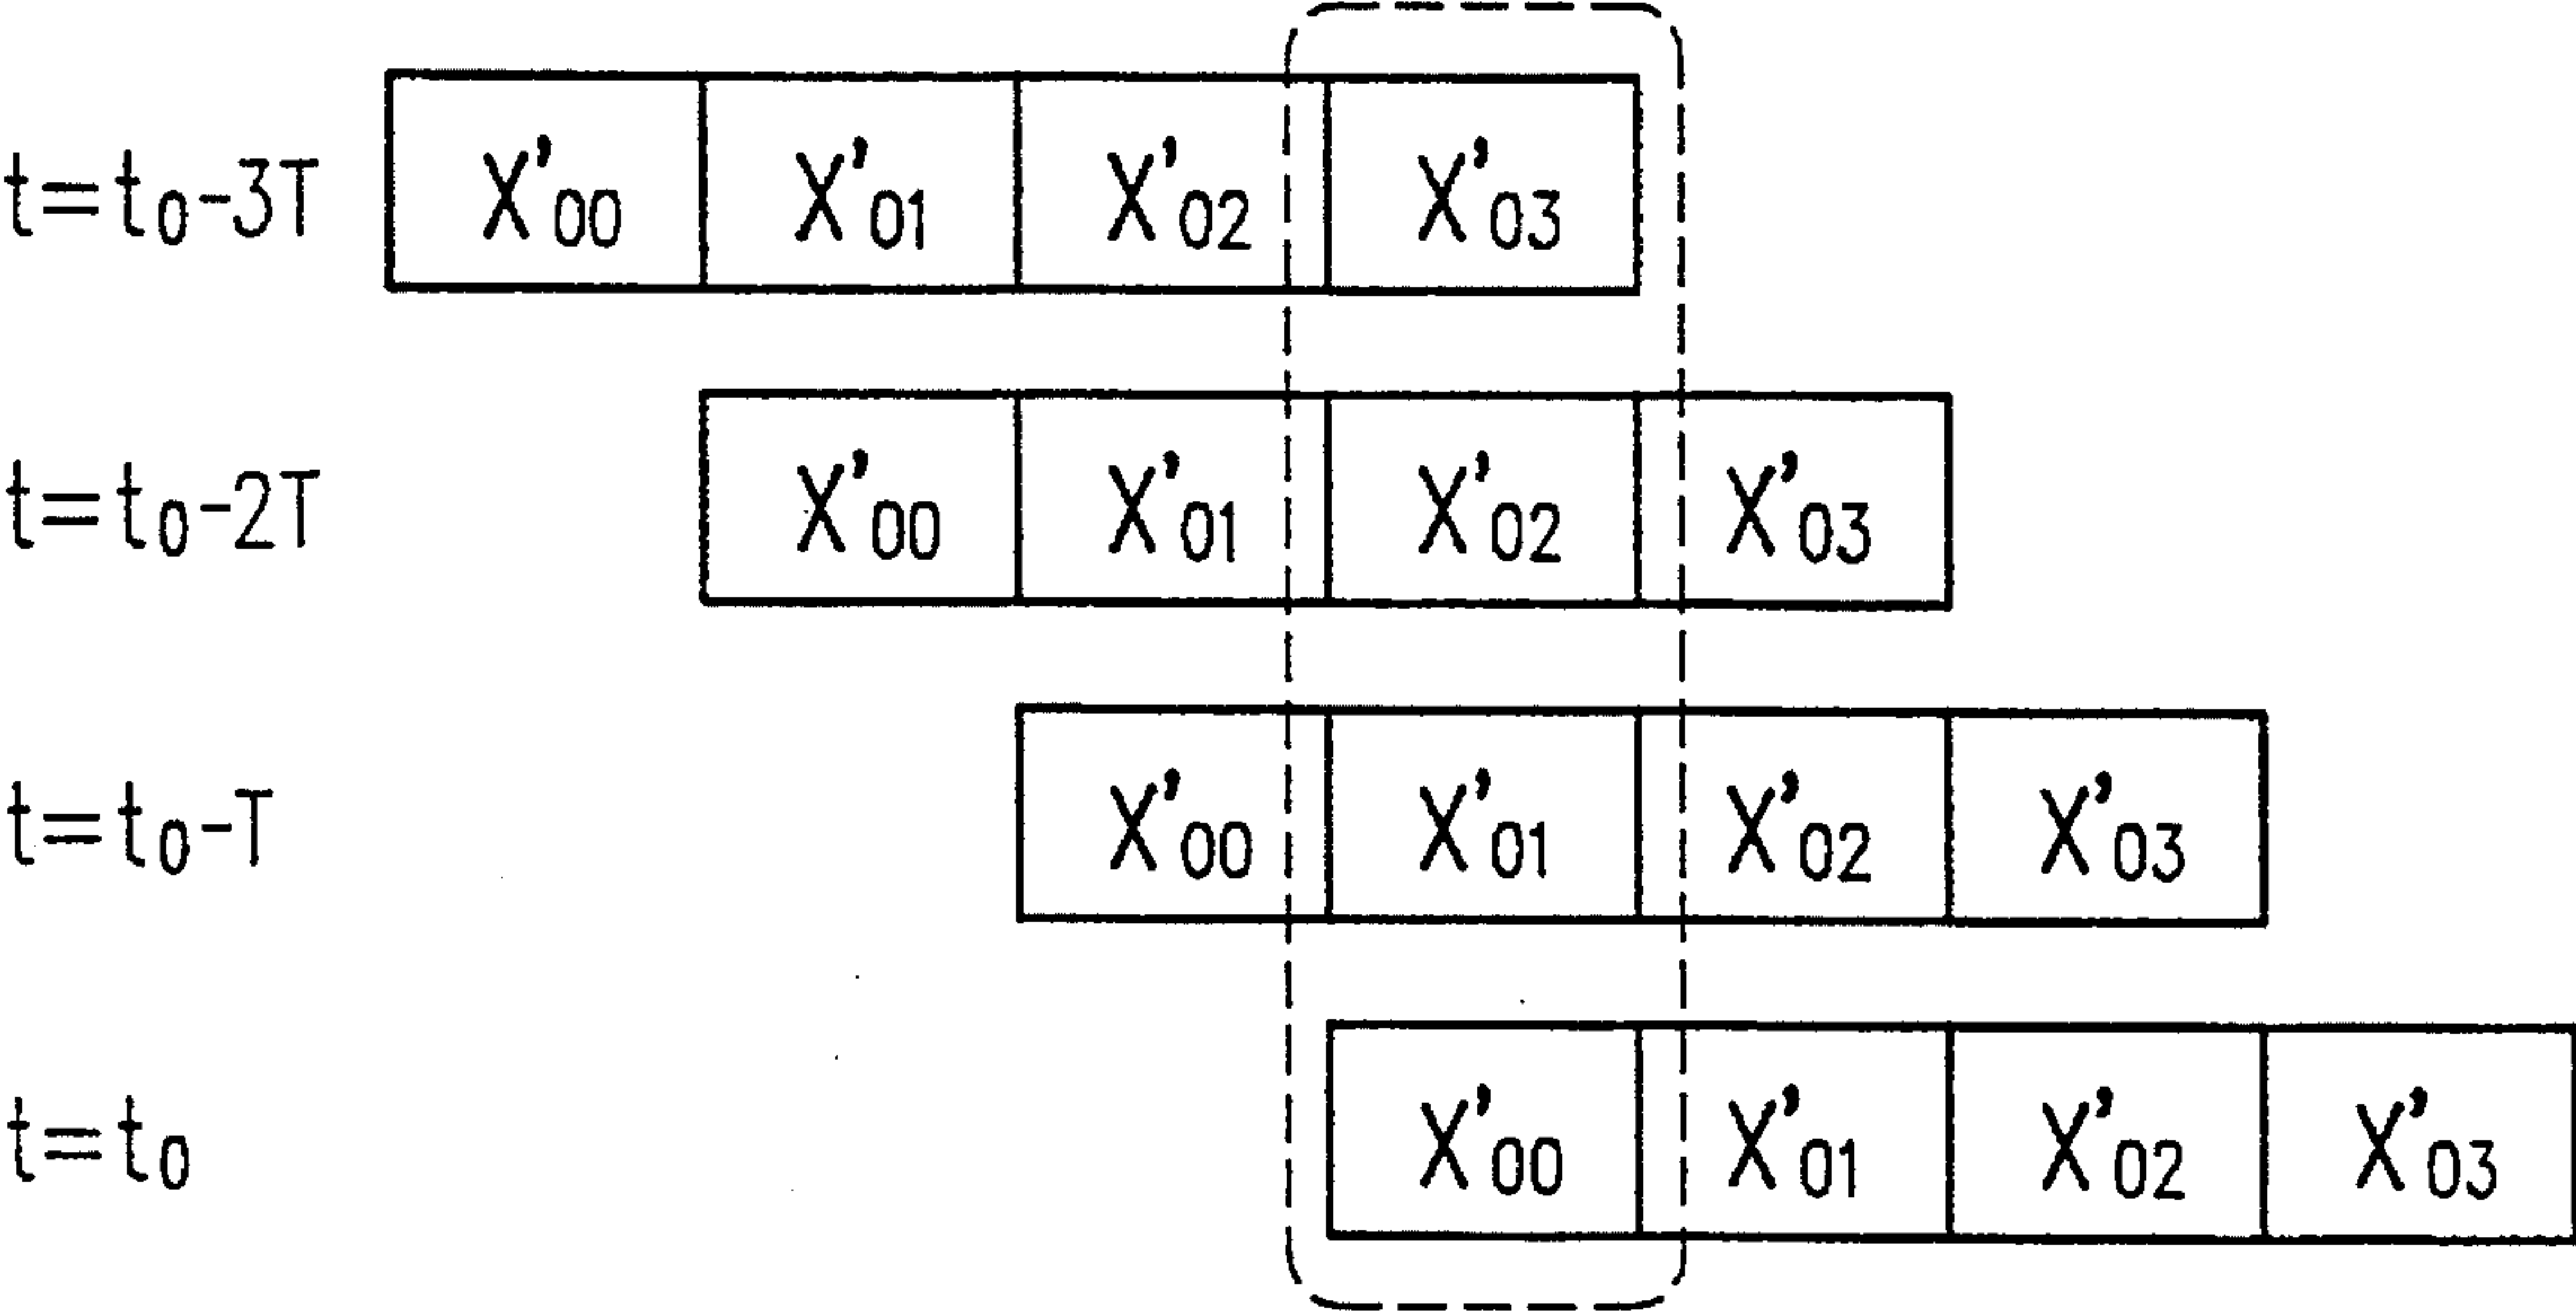 t=t₀-3T X'₀₀ X'₀₁ X'₀₂ X'₀₃
t=t₀-2T X'₀₀ X'₀₁ X'₀₂ X'₀₃
t=t₀-T X'₀₀ X'₀₁ X'₀₂ X'₀₃
t=t₀ X'₀₀ X'₀₁ X'₀₂ X'₀₃